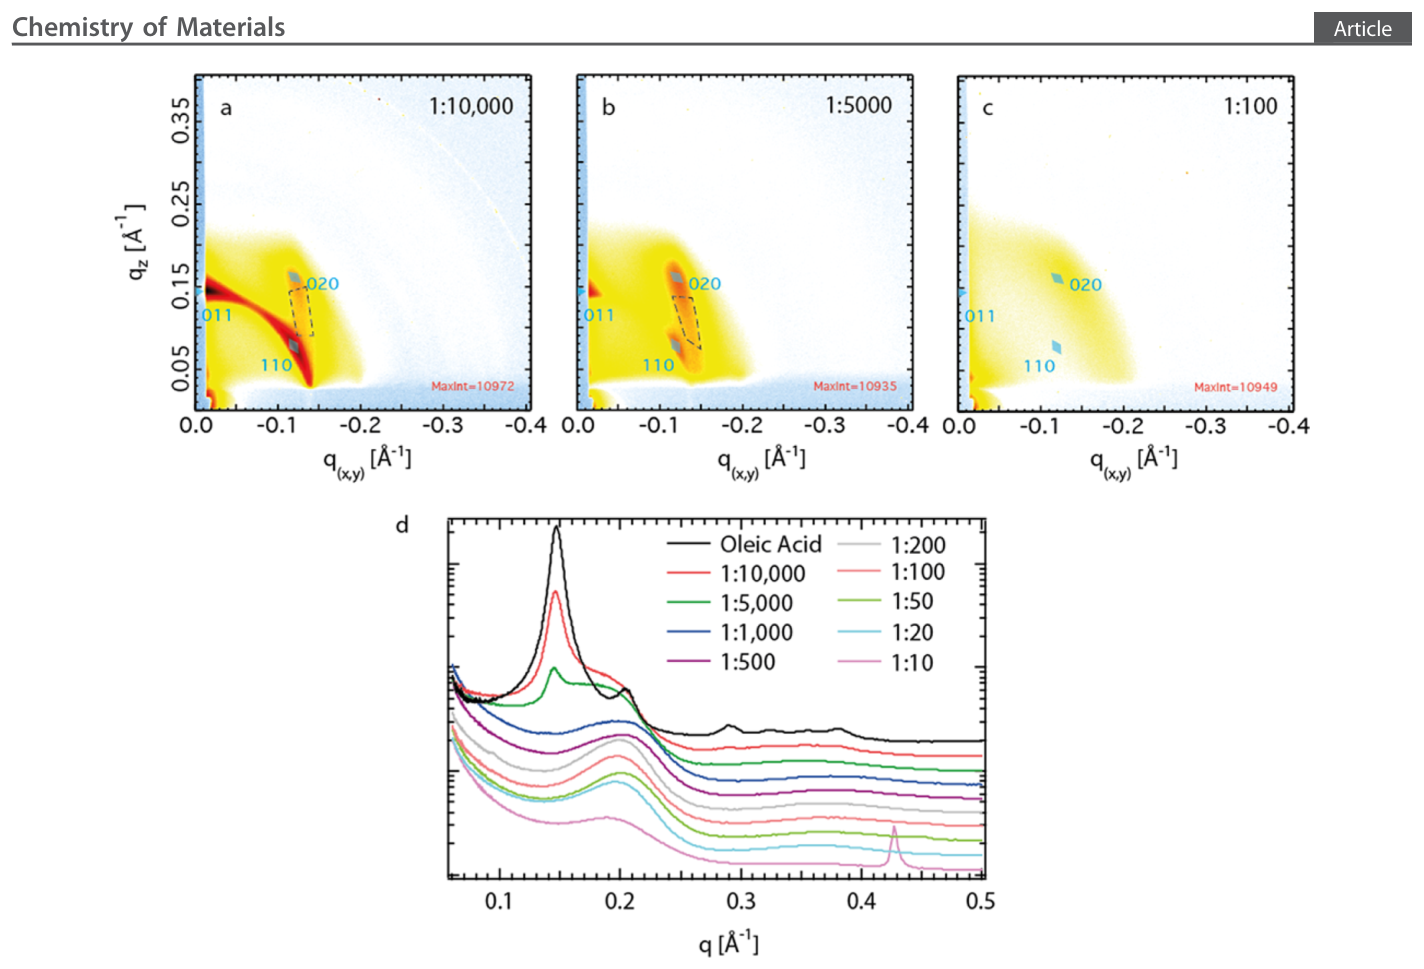 Chemistry of Materials
Article
a 1:10,000
b 1:5000
c 1:100
qz [Å-1]
0.35
0.25
0.15
0.05
020
011
110
MaxInt=10972
020
011
110
MaxInt=10935
020
011
110
MaxInt=10949
0.0 -0.1 -0.2 -0.3 -0.4
0.0 -0.1 -0.2 -0.3 -0.4
0.0 -0.1 -0.2 -0.3 -0.4
q(x,y) [Å-1]
q(x,y) [Å-1]
q(x,y) [Å-1]
d
Oleic Acid
1:10,000
1:5,000
1:1,000
1:500
1:200
1:100
1:50
1:20
1:10
0.1 0.2 0.3 0.4 0.5
q [Å-1]